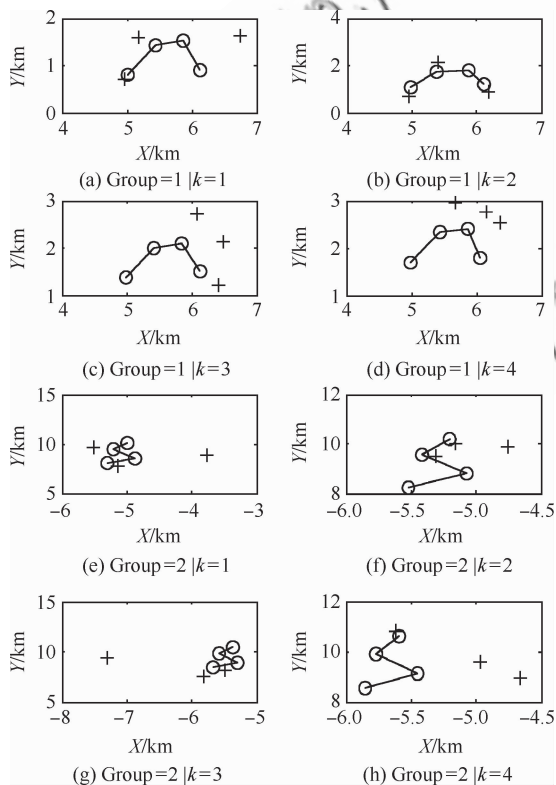 2
1
0
Y/km
4 5 6 7
X/km
(a) Group=1 |k=1
4
2
0
Y/km
4 5 6 7
X/km
(b) Group=1 |k=2
3
2
1
Y/km
4 5 6 7
X/km
(c) Group=1 |k=3
3
2
1
Y/km
4 5 6 7
X/km
(d) Group=1 |k=4
15
10
5
Y/km
−6 −5 −4 −3
X/km
(e) Group=2 |k=1
12
10
8
Y/km
−6.0 −5.5 −5.0 −4.5
X/km
(f) Group=2 |k=2
15
10
5
Y/km
−8 −7 −6 −5
X/km
(g) Group=2 |k=3
12
10
8
Y/km
−6.0 −5.5 −5.0 −4.5
X/km
(h) Group=2 |k=4